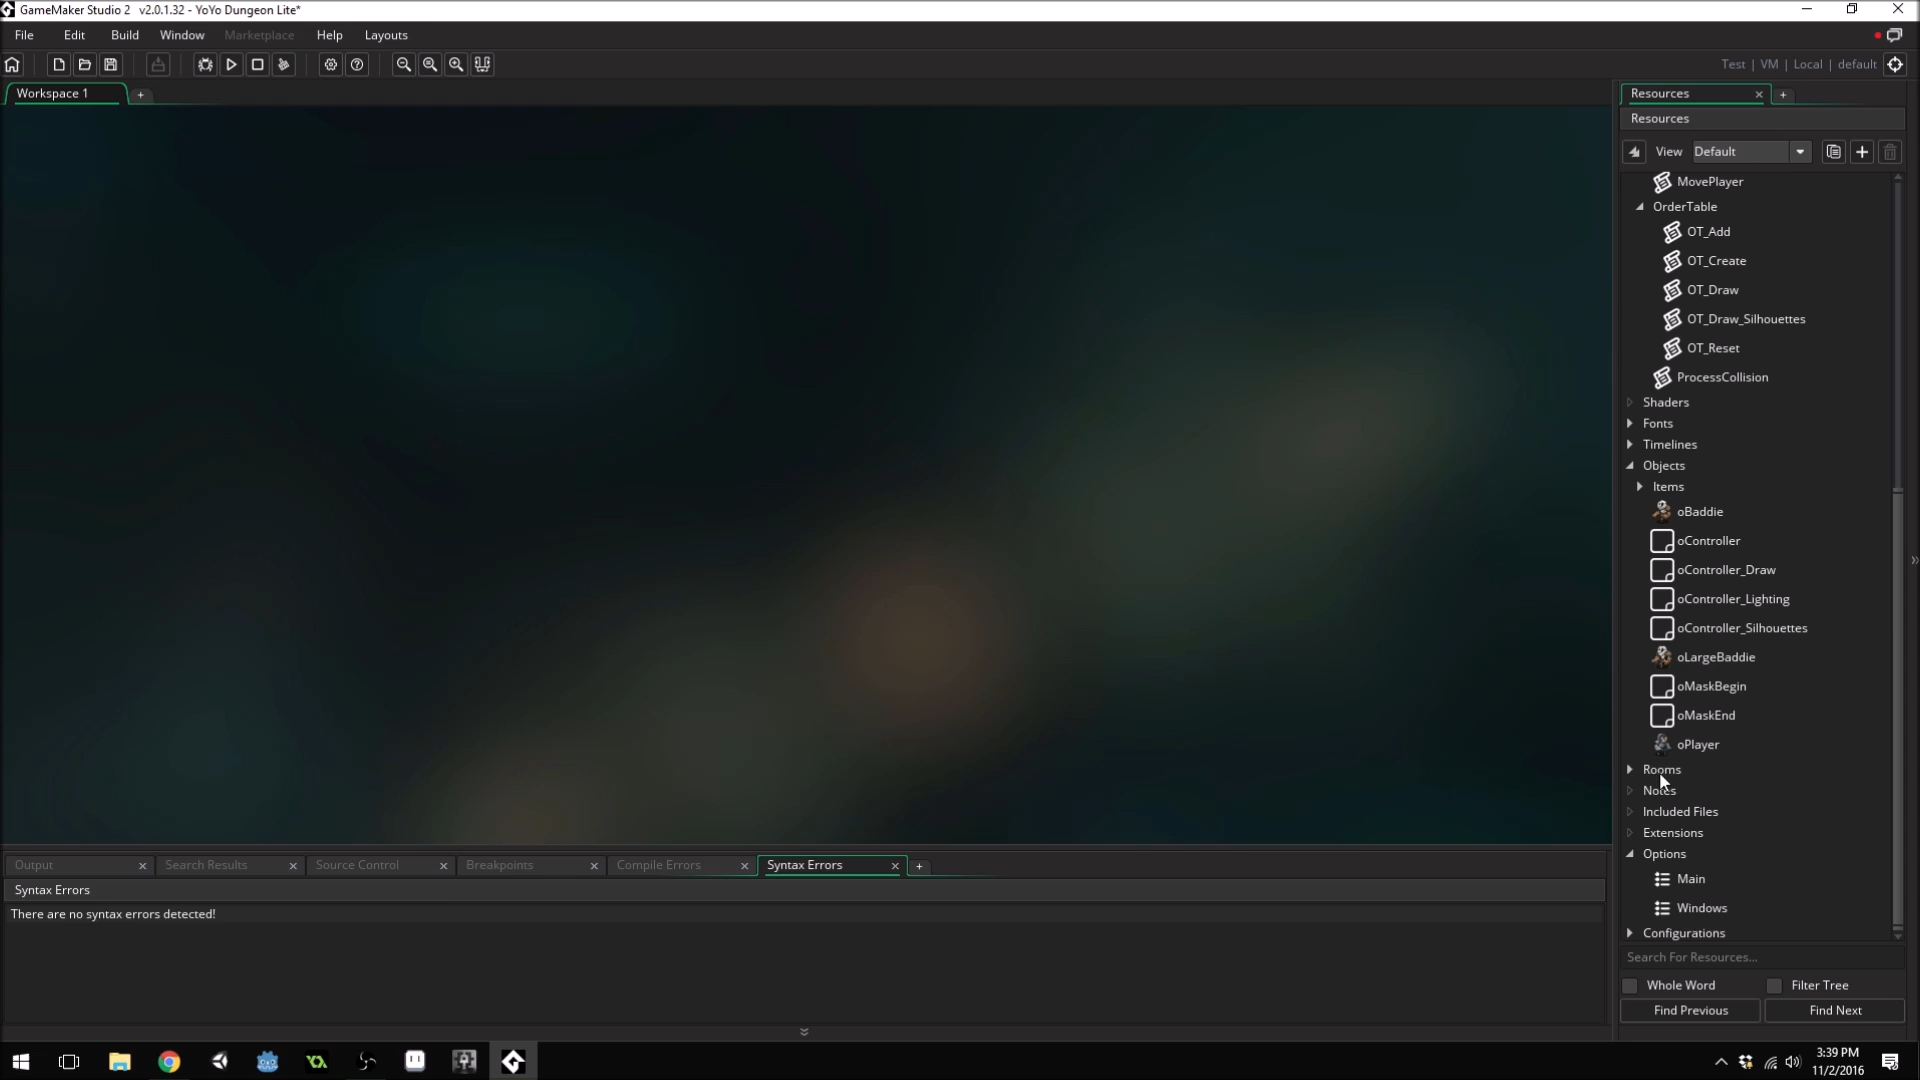 GameMaker Studio 2 v2.0.1.32 - YoYo Dungeon Lite*
File Edit Build Window Marketplace Help Layouts
Test | VM | Local | default
Workspace 1
Resources
Resources
View Default
MovePlayer
OrderTable
OT_Add
OT_Create
OT_Draw
OT_Draw_Silhouettes
OT_Reset
ProcessCollision
Shaders
Fonts
Timelines
Objects
Items
oBaddie
oController
oController_Draw
oController_Lighting
oController_Silhouettes
oLargeBaddie
oMaskBegin
oMaskEnd
oPlayer
Rooms
Notes
Included Files
Extensions
Options
Main
Windows
Configurations
Search For Resources...
Whole Word Filter Tree
Find Previous Find Next
Output Search Results Source Control Breakpoints Compile Errors Syntax Errors
Syntax Errors
There are no syntax errors detected!
3:39 PM
11/2/2016